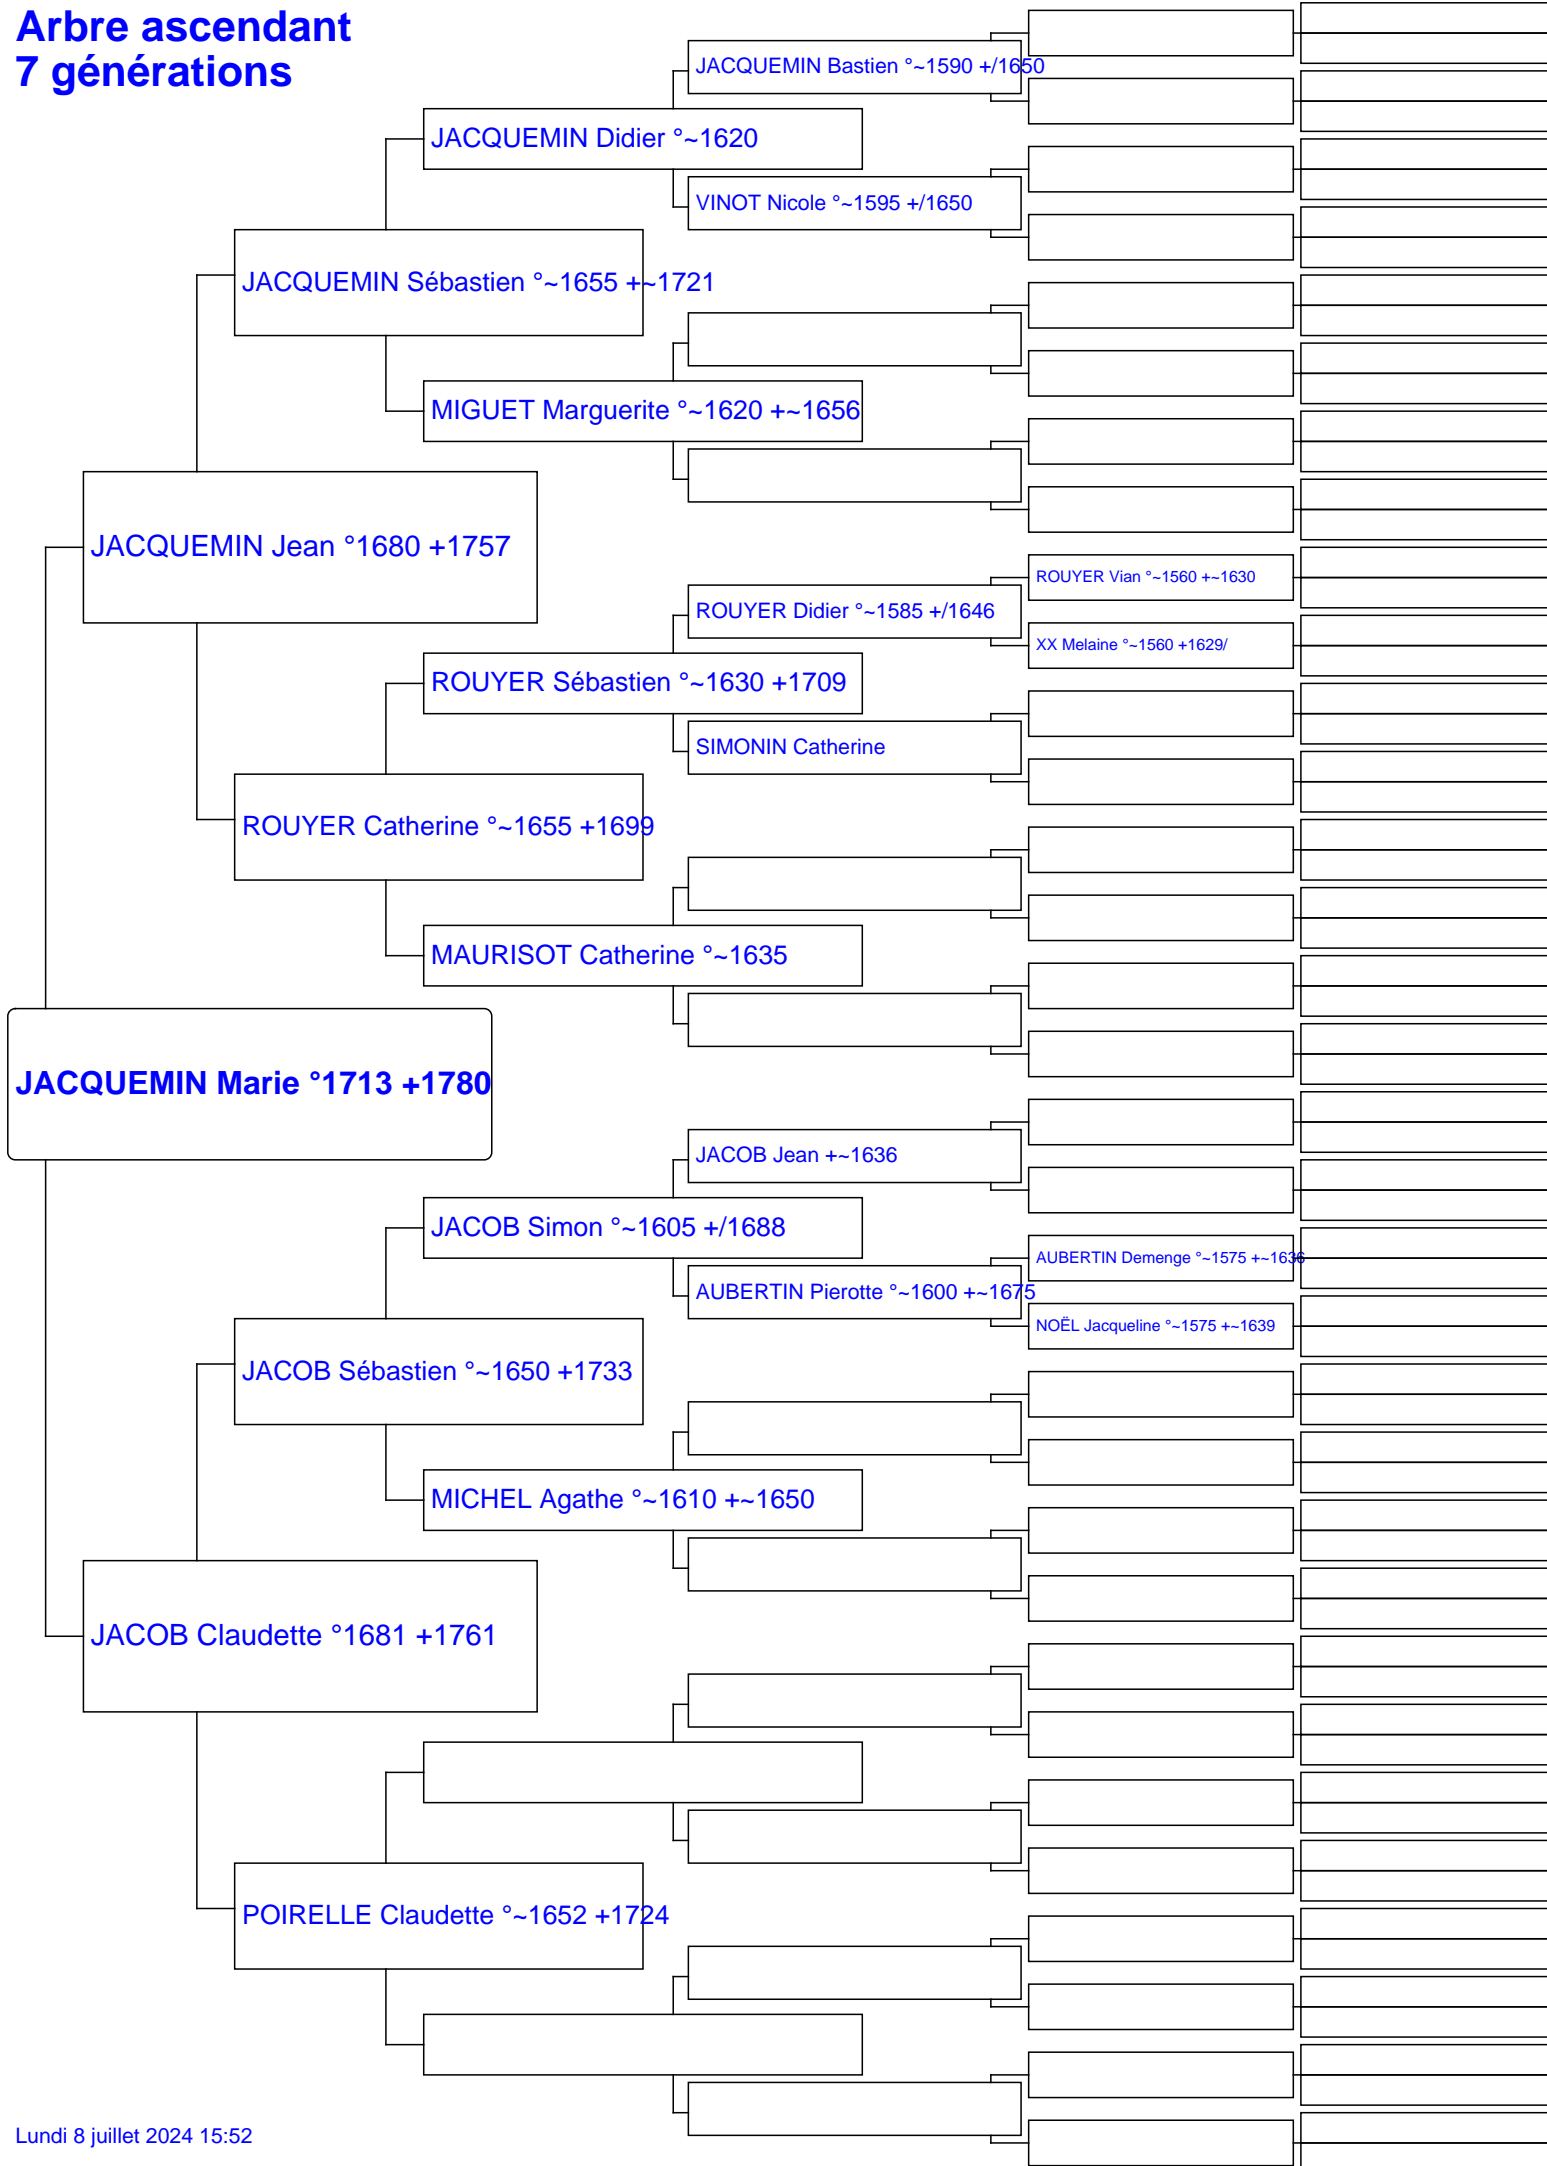 Arbre ascendant
7 générations
JACQUEMIN Bastien °~1590 +/1650
JACQUEMIN Didier °~1620
VINOT Nicole °~1595 +/1650
JACQUEMIN Sébastien °~1655 +~1721
MIGUET Marguerite °~1620 +~1656
JACQUEMIN Jean °1680 +1757
ROUYER Vian °~1560 +~1630
ROUYER Didier °~1585 +/1646
XX Melaine °~1560 +1629/
ROUYER Sébastien °~1630 +1709
SIMONIN Catherine
ROUYER Catherine °~1655 +1699
MAURISOT Catherine °~1635
JACQUEMIN Marie °1713 +1780
JACOB Jean +~1636
JACOB Simon °~1605 +/1688
AUBERTIN Demenge °~1575 +~1636
AUBERTIN Pierotte °~1600 +~1675
NOËL Jacqueline °~1575 +~1639
JACOB Sébastien °~1650 +1733
MICHEL Agathe °~1610 +~1650
JACOB Claudette °1681 +1761
POIRELLE Claudette °~1652 +1724
Lundi 8 juillet 2024 15:52